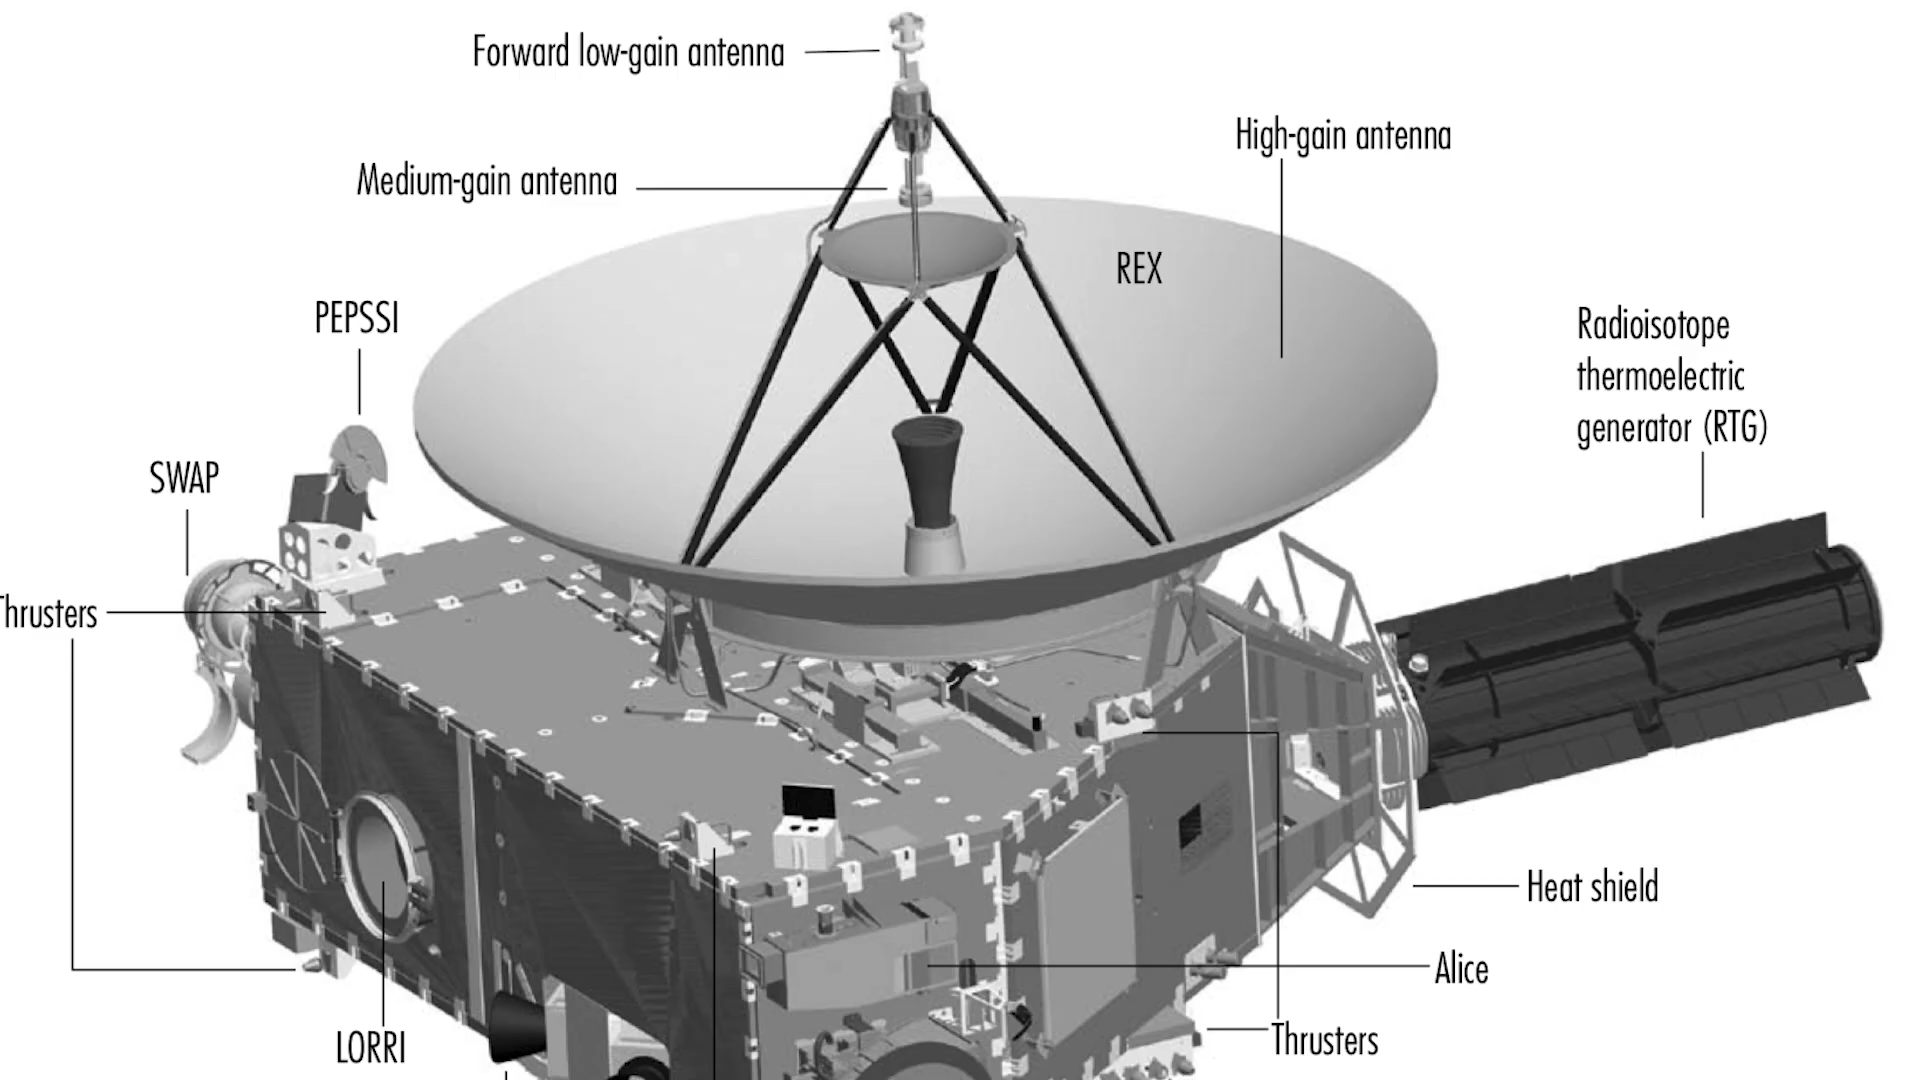 Forward low-gain antenna
High-gain antenna
Medium-gain antenna
REX
PEPSSI
Radioisotope
thermoelectric
generator (RTG)
SWAP
Thrusters
Heat shield
Alice
LORRI
Thrusters